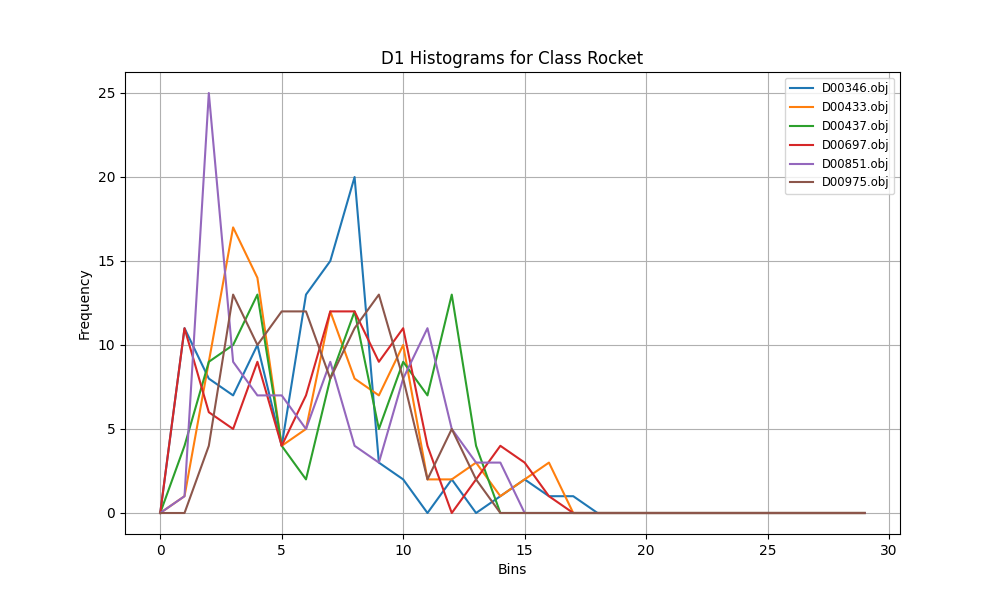 D1 Histograms for Class Rocket
D00346.obj
D00433.obj
D00437.obj
D00697.obj
D00851.obj
D00975.obj
25
20
15
10
5
0
Frequency
0 5 10 15 20 25 30
Bins